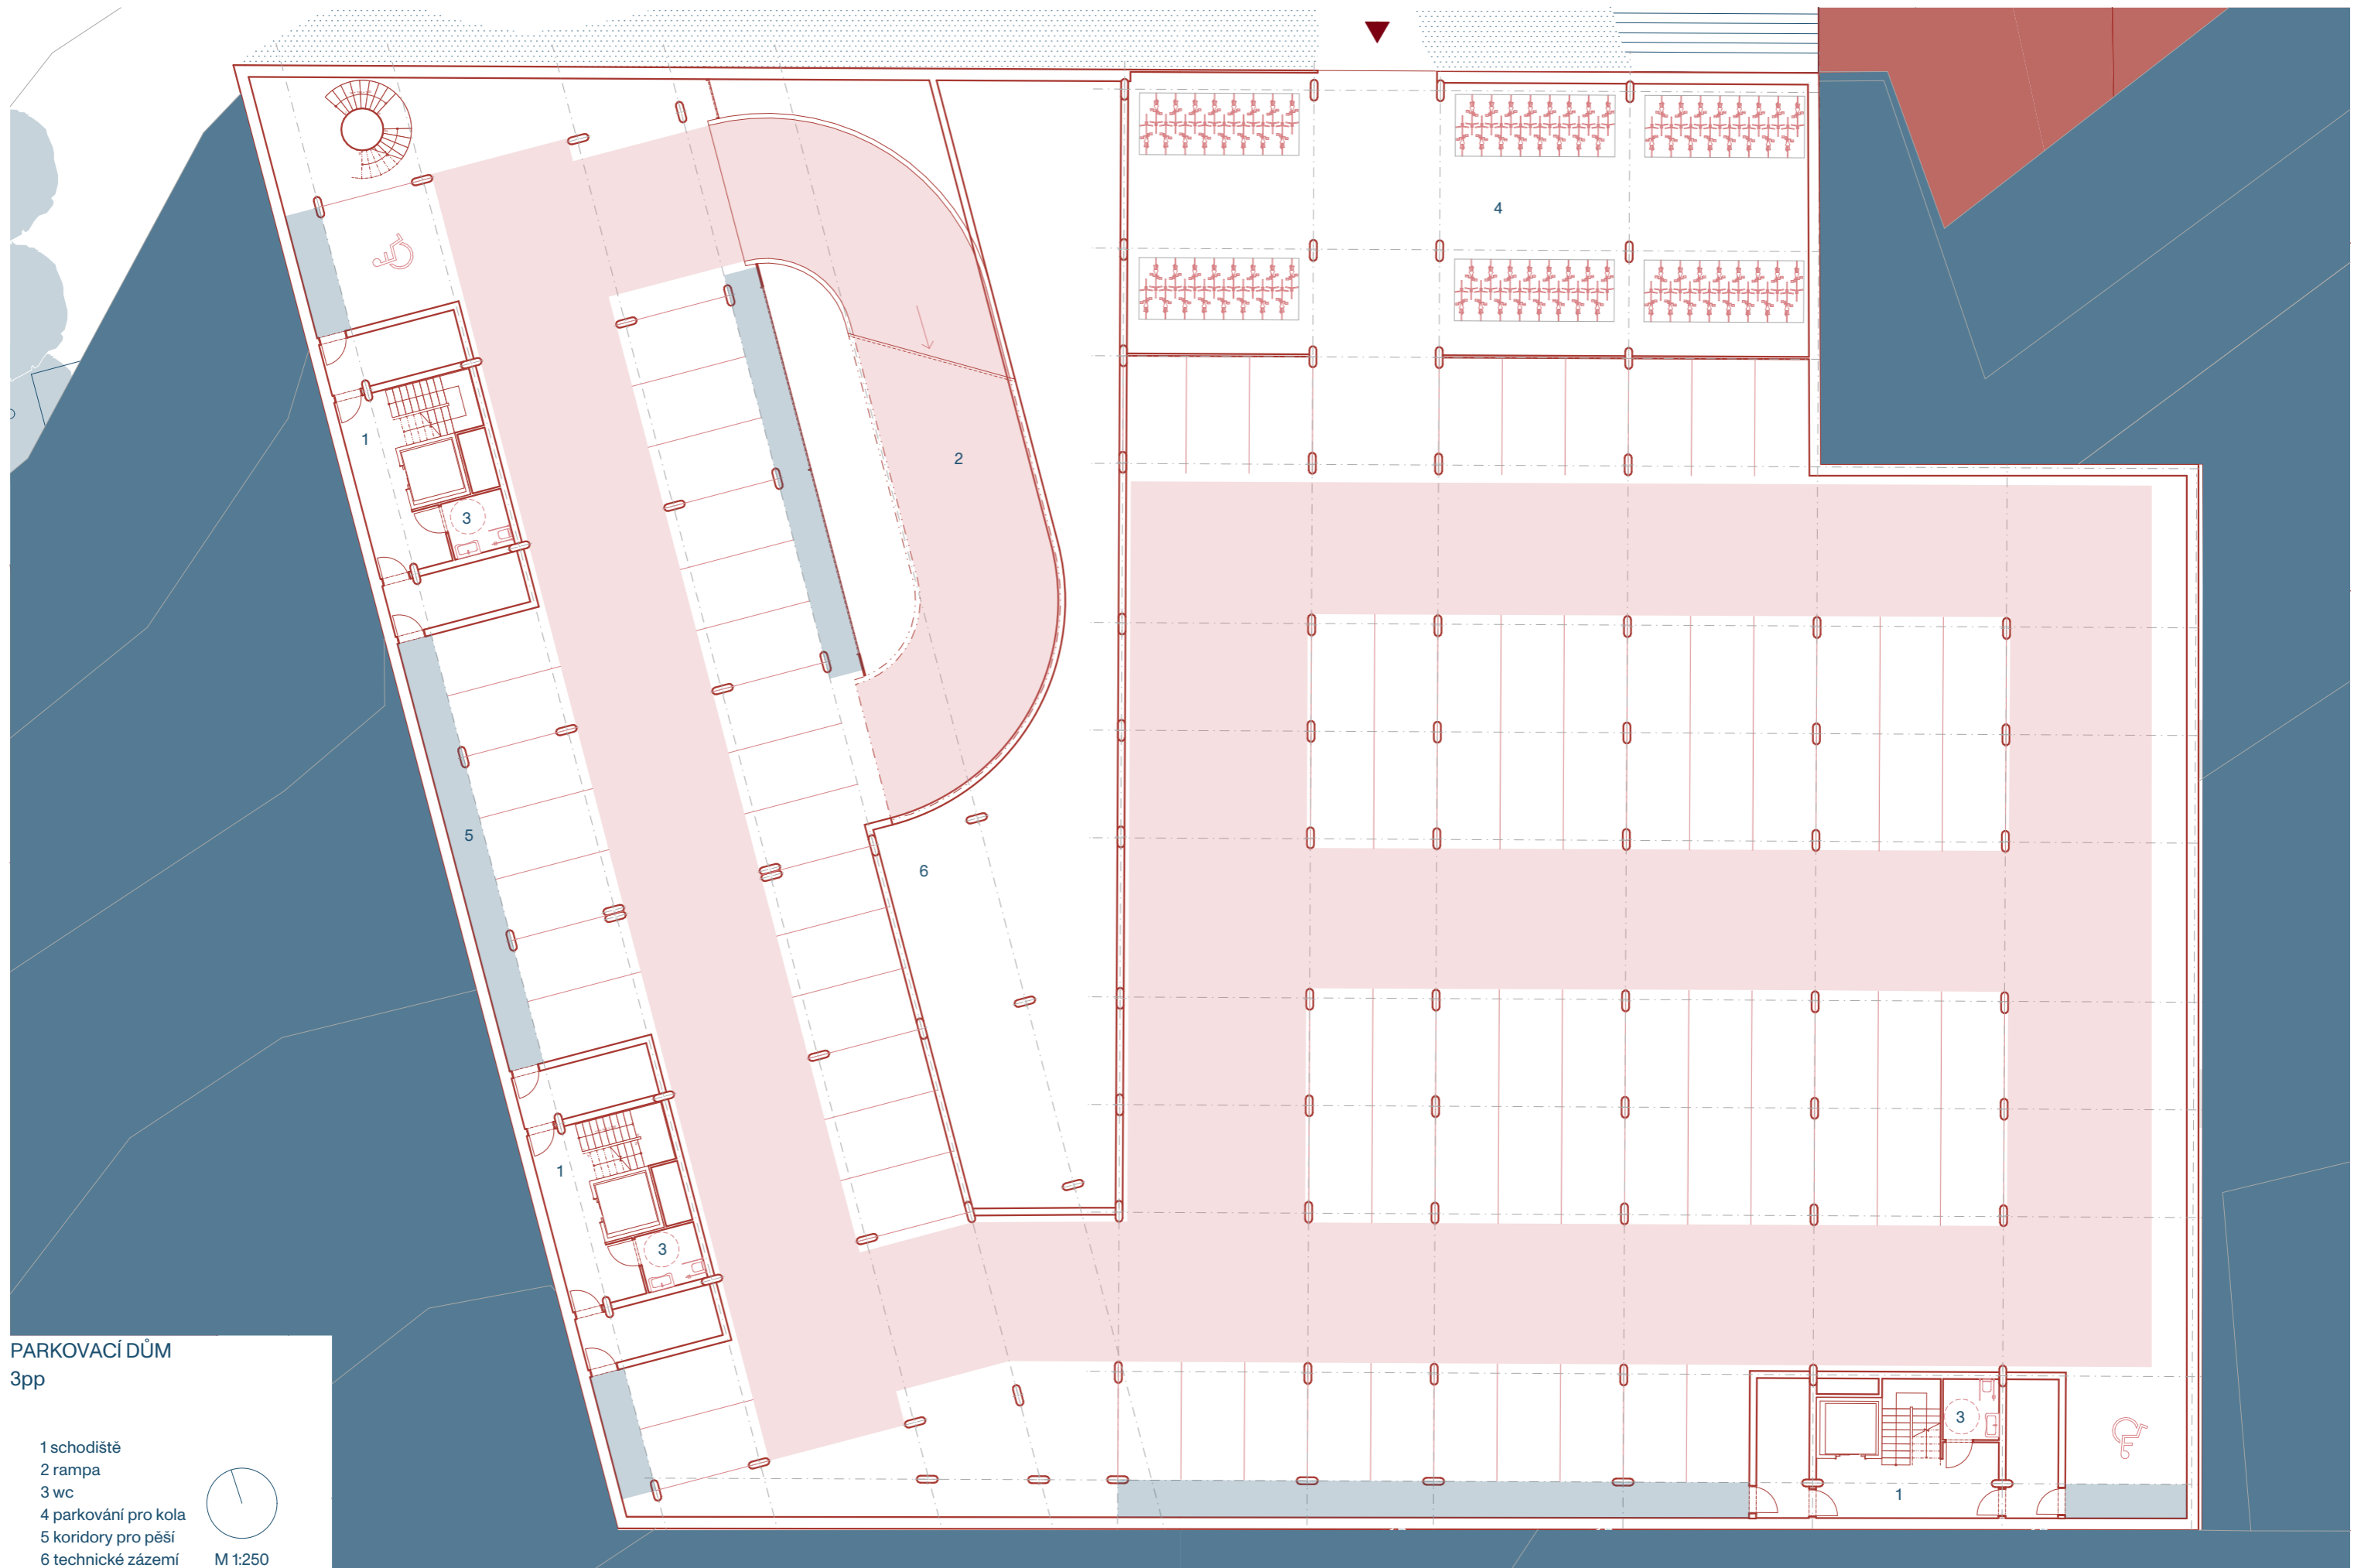 4
1
2
3
5
6
1
3
3
1
PARKOVACÍ DŮM
3pp
1 schodiště
2 rampa
3 wc
4 parkování pro kola
5 koridory pro pěší
6 technické zázemí
M 1:250